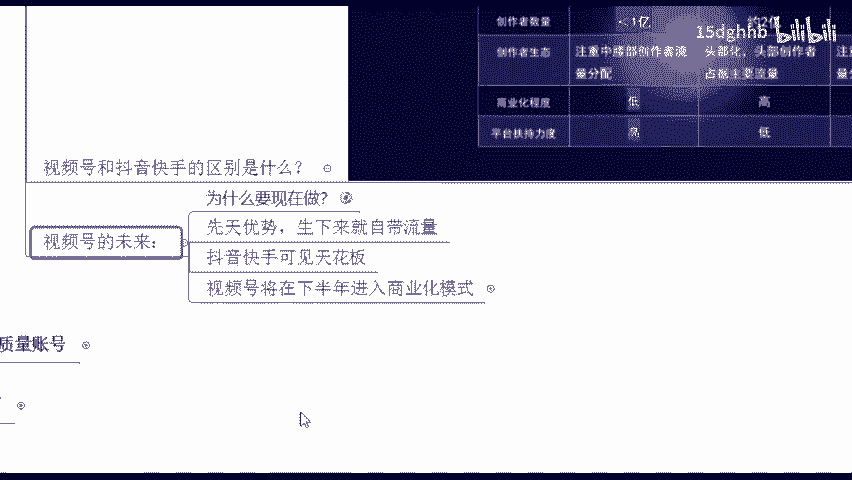 创作者数量 <1亿 约2亿
15dghhb bilibili
创作者生态 注重中腰部创作者流量分配 头部化，头部创作者占据主要流量
商业化程度 低 高
平台扶持力度 高 低
视频号和抖音快手的区别是什么？
为什么要现在做？
先天优势，生下来就自带流量
视频号的未来：
抖音快手可见天花板
视频号将在下半年进入商业化模式
质量账号